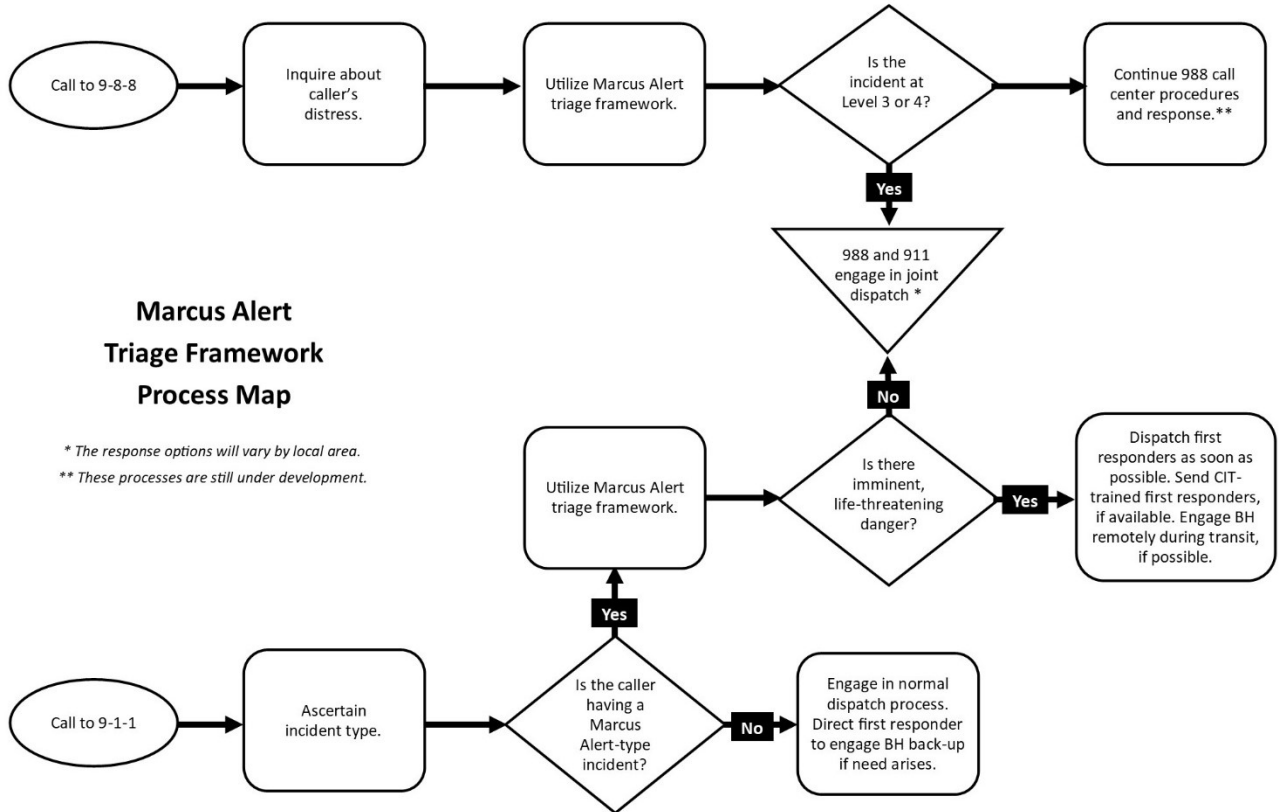 Call to 9-8-8
Inquire about
caller's
distress.
Utilize Marcus Alert
triage framework.
Is the
incident at
Level 3 or 4?
Continue 988 call
center procedures
and response.**
Yes
988 and 911
engage in joint
dispatch *
Marcus Alert
Triage Framework
Process Map
* The response options will vary by local area.
** These processes are still under development.
No
Utilize Marcus Alert
triage framework.
Is there
imminent,
life-threatening
danger?
Yes
Dispatch first
responders as soon as
possible. Send CIT-
trained first responders,
if available. Engage BH
remotely during transit,
if possible.
Yes
Call to 9-1-1
Ascertain
incident type.
Is the caller
having a
Marcus
Alert-type
incident?
No
Engage in normal
dispatch process.
Direct first responder
to engage BH back-up
if need arises.